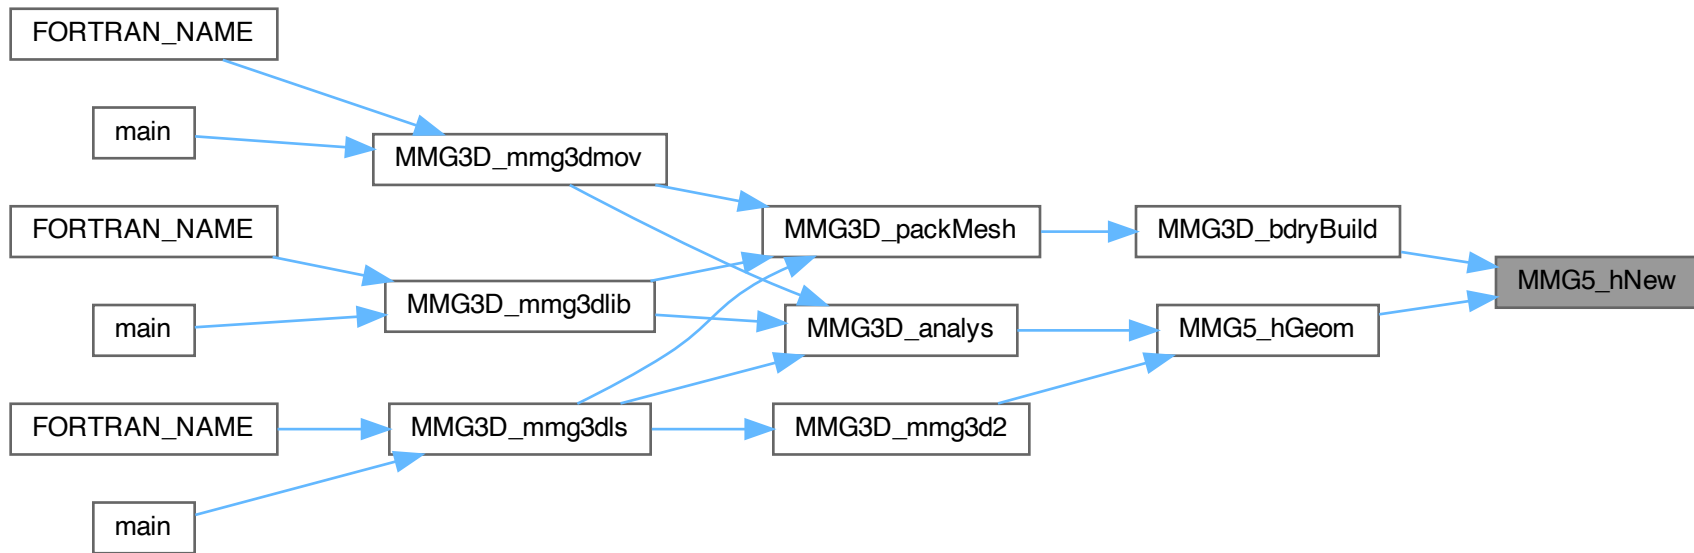 FORTRAN_NAME
main
MMG3D_mmg3dmov
FORTRAN_NAME
MMG3D_packMesh
MMG3D_bdryBuild
MMG5_hNew
main
MMG3D_mmg3dlib
MMG3D_analys
MMG5_hGeom
FORTRAN_NAME
MMG3D_mmg3dls
MMG3D_mmg3d2
main